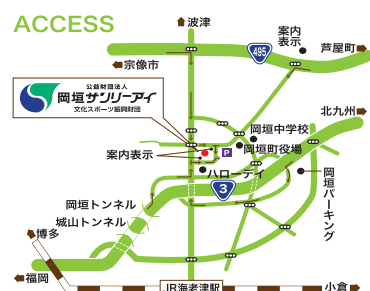 ACCESS
波津
案内
表示
495
芦屋町
宗像市
公益財団法人
岡垣サンリーアイ
文化スポーツ振興財団
北九州
岡垣中学校
岡垣町役場
案内表示
P
ハローデイ
3
岡垣パーキング
岡垣トンネル
城山トンネル
博多
福岡
JR海老津駅
小倉